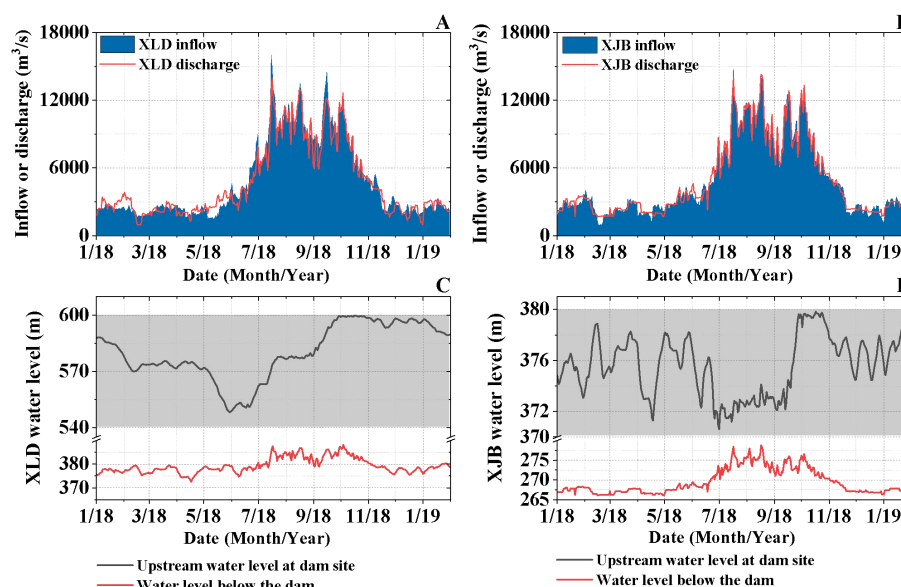 A
18000
12000
6000
0
Inflow or discharge (m³/s)
XLD inflow
XLD discharge
1/18 3/18 5/18 7/18 9/18 11/18 1/19
Date (Month/Year)
18000
12000
6000
0
Inflow or discharge (m³/s)
XJB inflow
XJB discharge
1/18 3/18 5/18 7/18 9/18 11/18 1/19
Date (Month/Year)
C
600
570
540
380
370
XLD water level (m)
1/18 3/18 5/18 7/18 9/18 11/18 1/19
Date (Month/Year)
380
376
372
370
275
270
265
XJB water level (m)
1/18 3/18 5/18 7/18 9/18 11/18 1/19
Date (Month/Year)
Upstream water level at dam site
Water level below the dam
Upstream water level at dam site
Water level below the dam